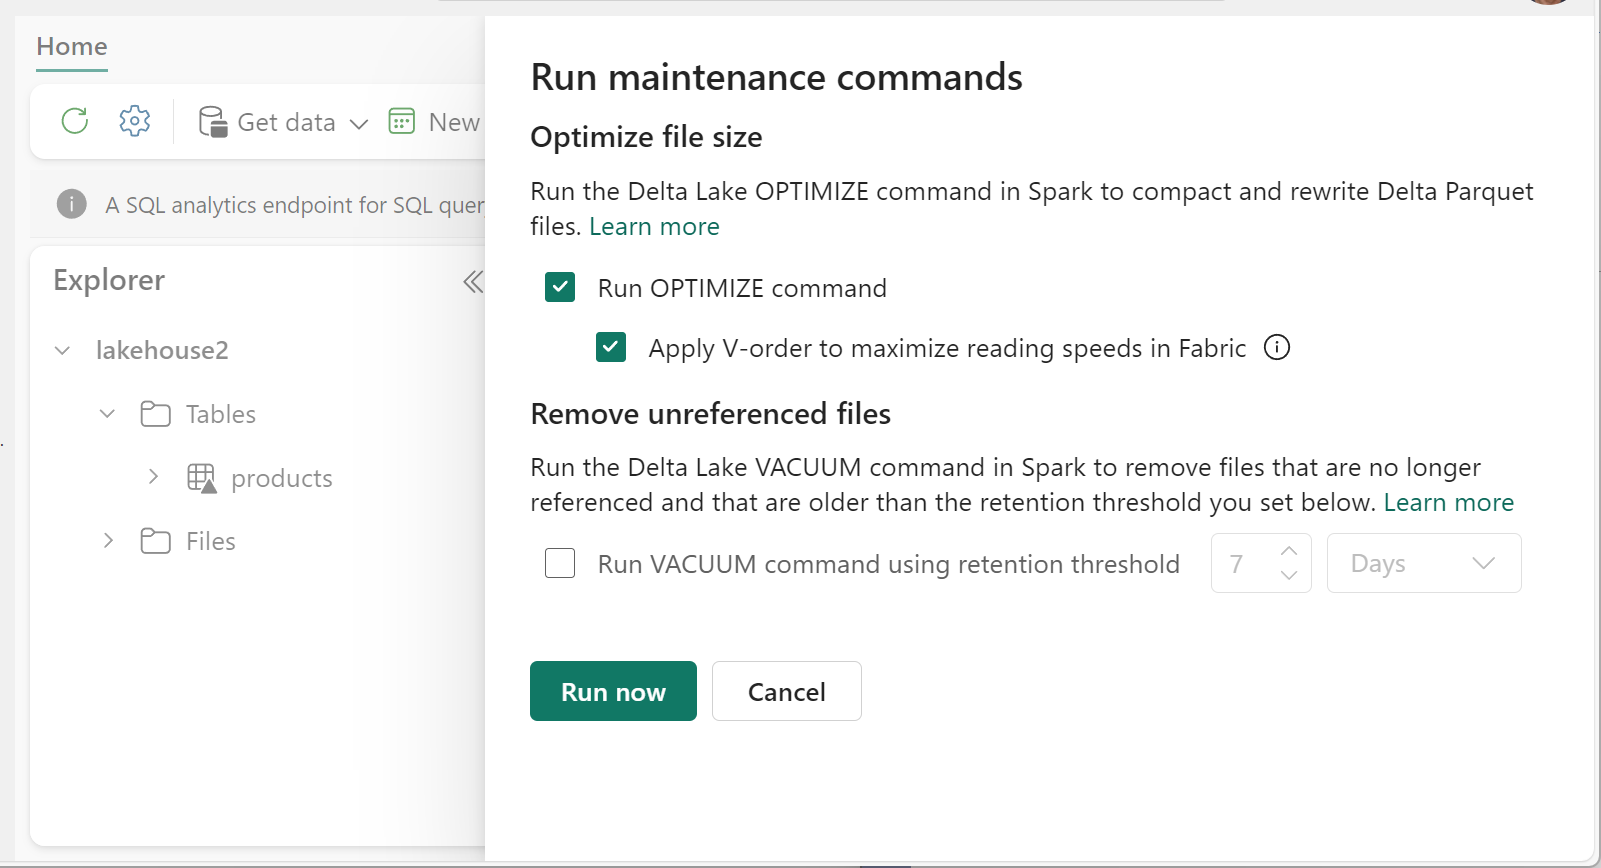 Home
Get data
New
A SQL analytics endpoint for SQL quer
Explorer
lakehouse2
Tables
products
Files
Run maintenance commands
Optimize file size
Run the Delta Lake OPTIMIZE command in Spark to compact and rewrite Delta Parquet
files. Learn more
Run OPTIMIZE command
Apply V-order to maximize reading speeds in Fabric
Remove unreferenced files
Run the Delta Lake VACUUM command in Spark to remove files that are no longer
referenced and that are older than the retention threshold you set below. Learn more
Run VACUUM command using retention threshold 7 Days
Run now Cancel